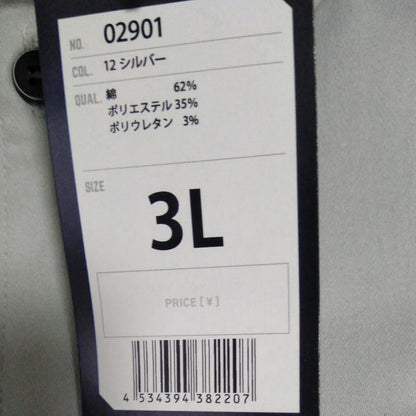 NO. 02901
COL. 12 シルバー
QUAL. 綿 62%
ポリエステル 35%
ポリウレタン 3%
SIZE
3L
PRICE [¥]
4 534394 382207